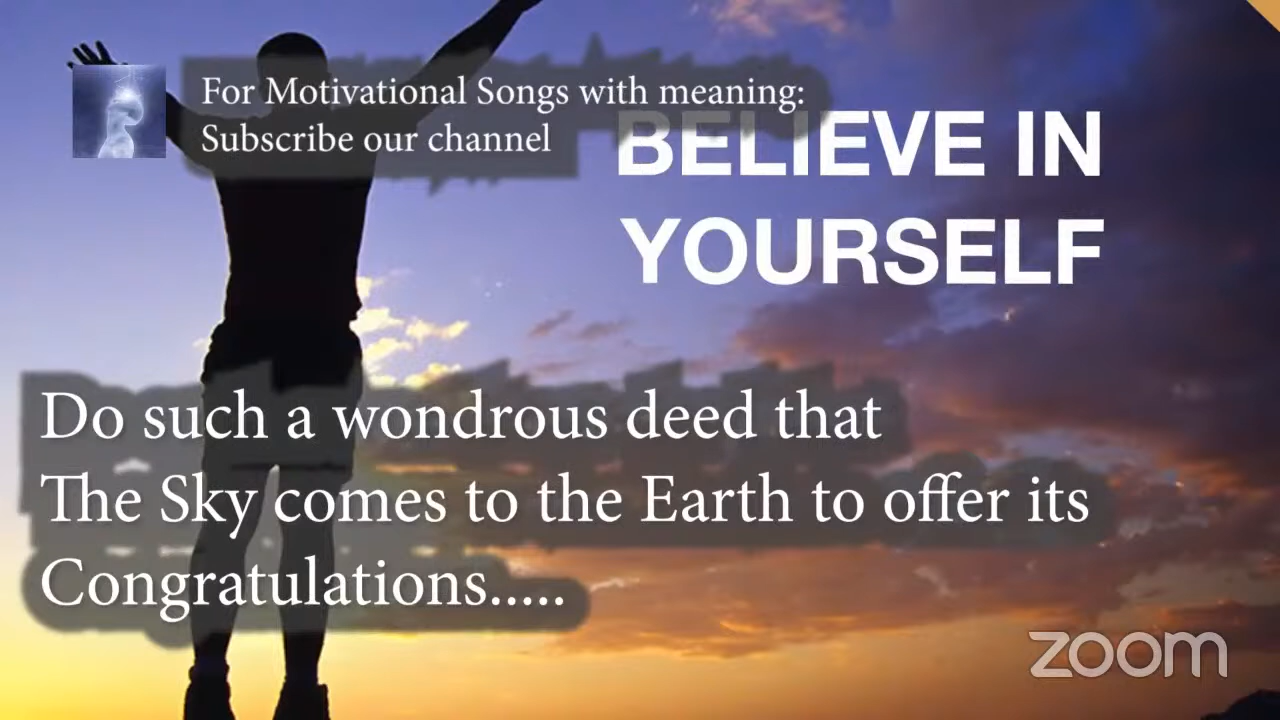 For Motivational Songs with meaning:
Subscribe our channel
BELIEVE IN
YOURSELF
Do such a wondrous deed that
The Sky comes to the Earth to offer its
Congratulations.....
zoom